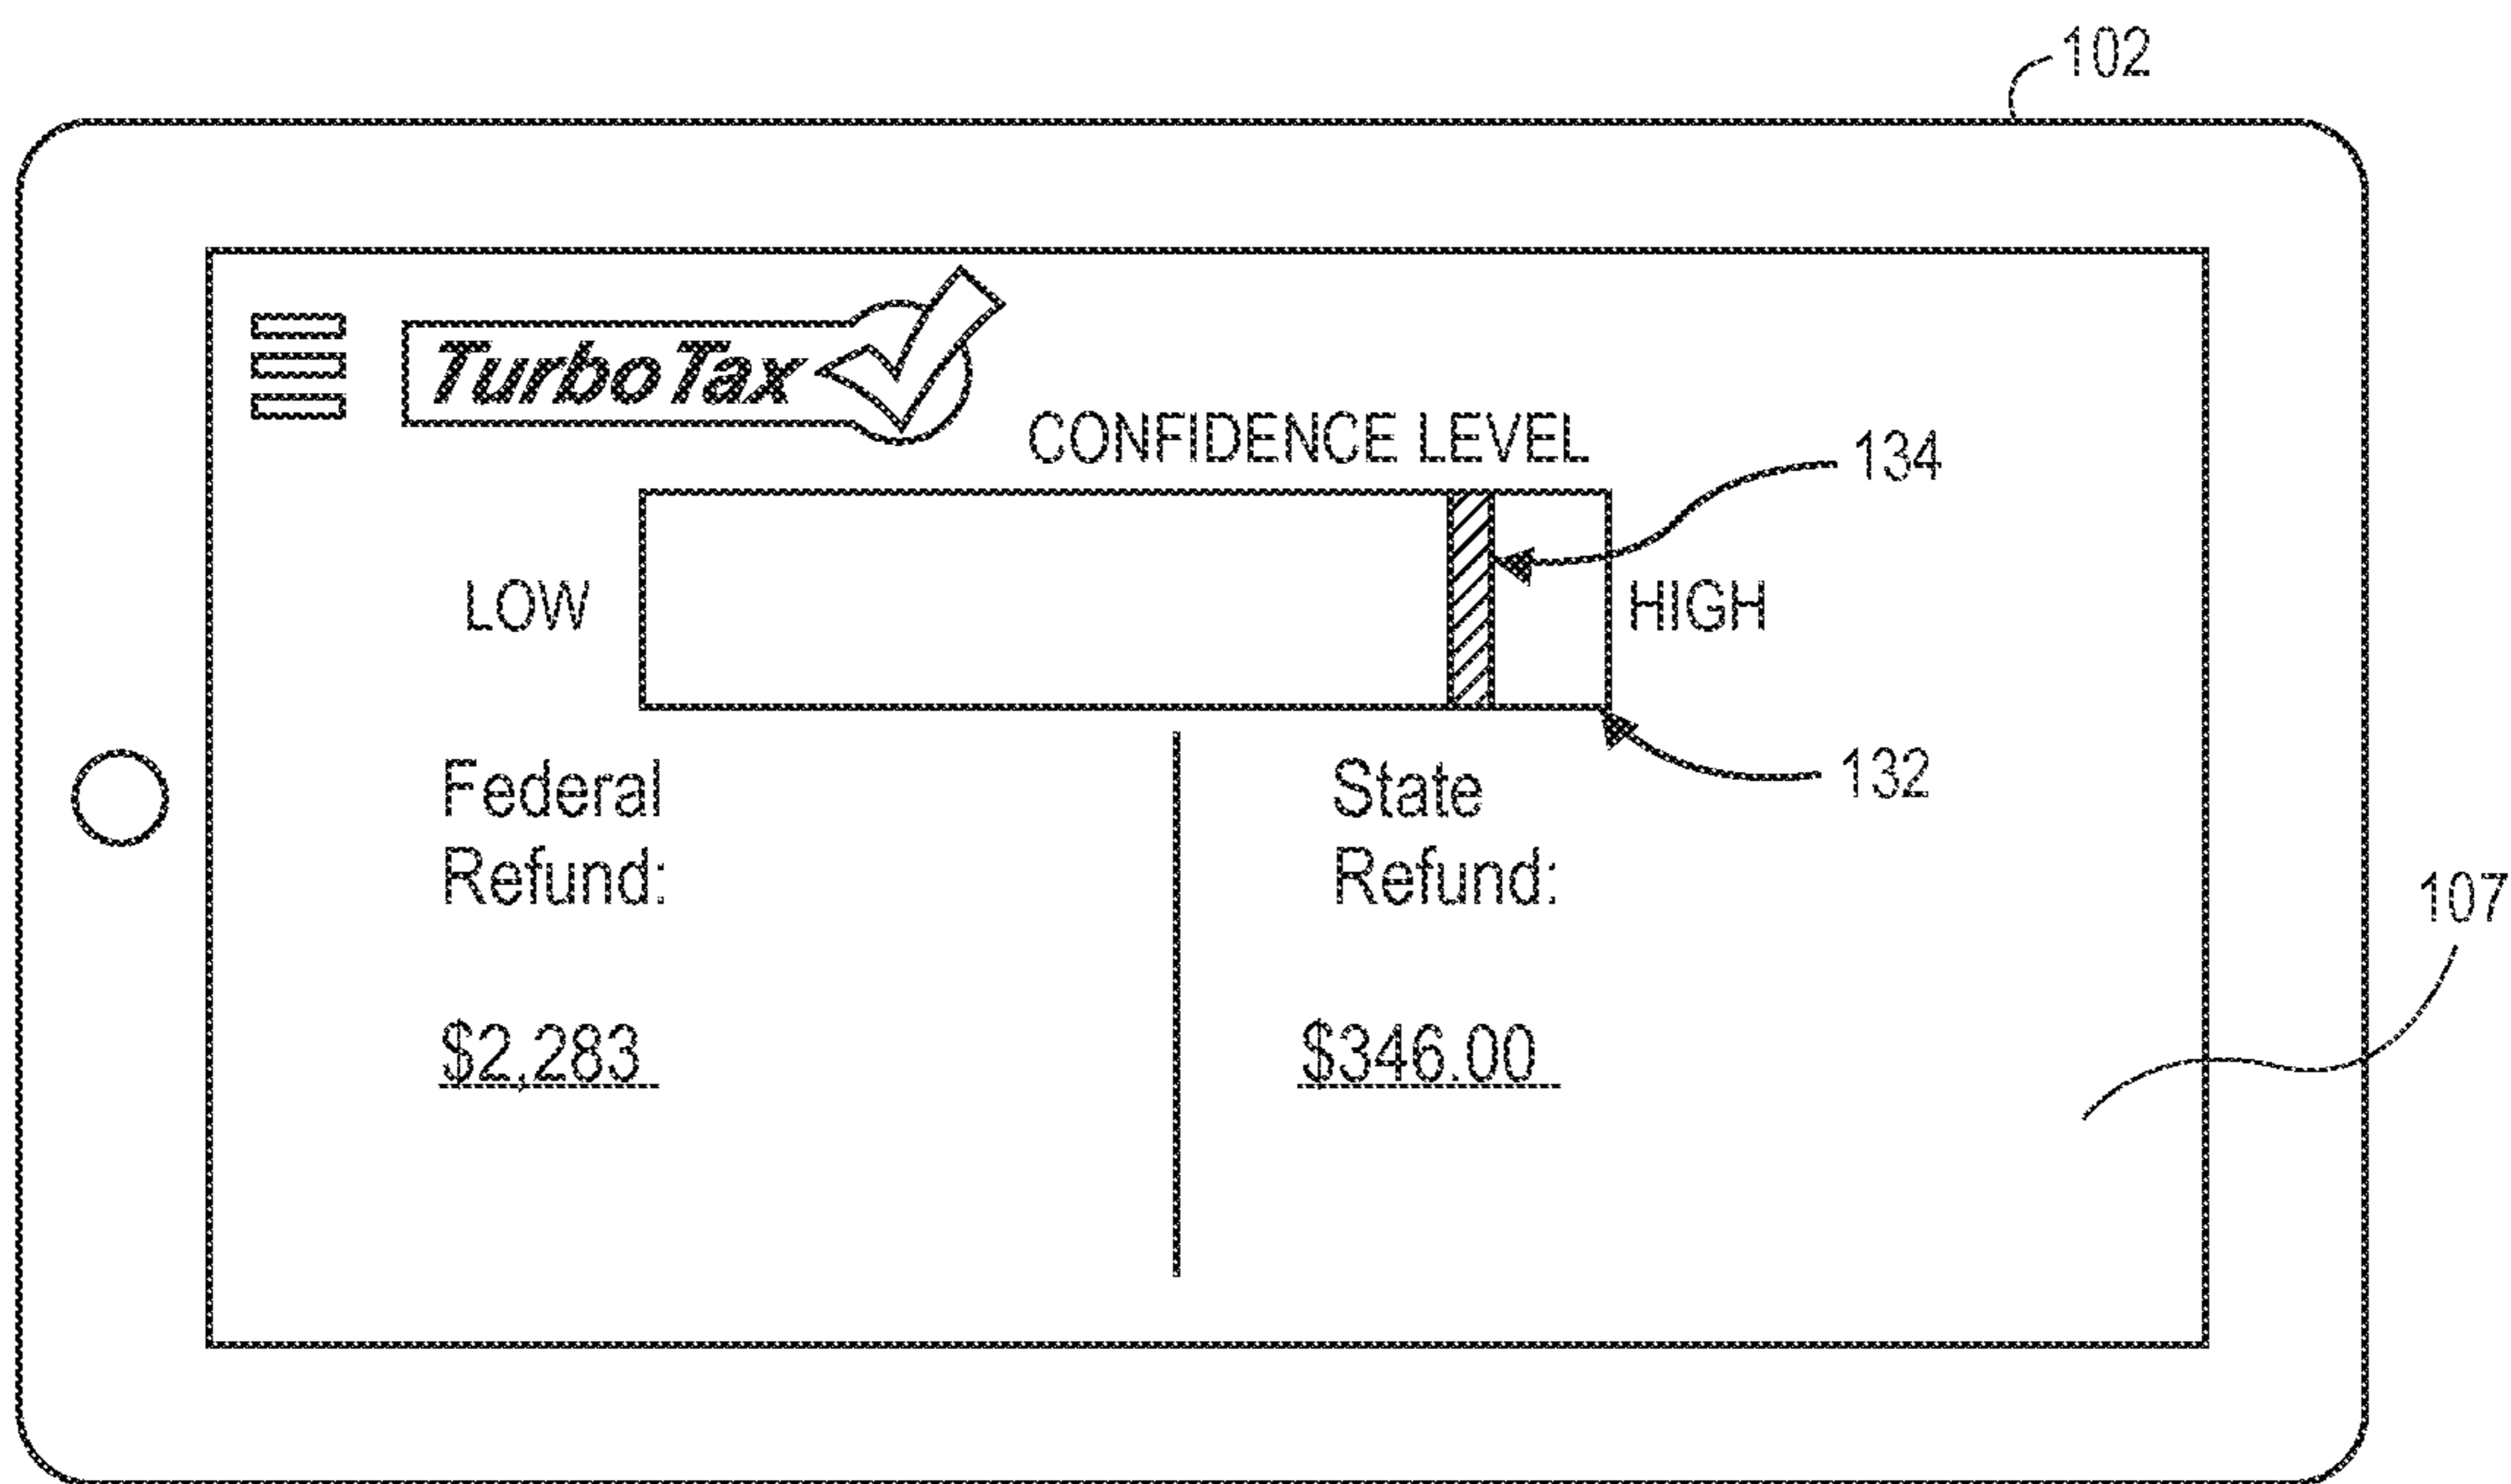 102
TurboTax
CONFIDENCE LEVEL
134
LOW
HIGH
132
Federal
Refund:
$2,283
State
Refund:
$346.00
107